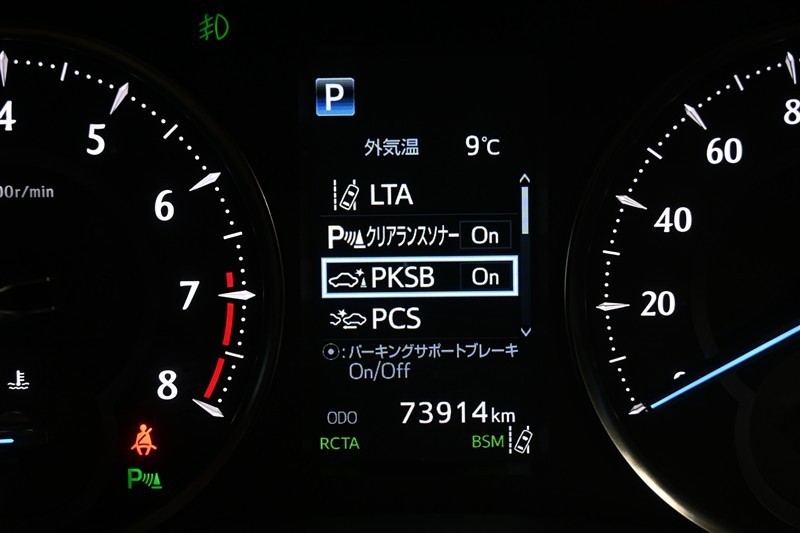 P
外気温 9℃
LTA
P クリアランスソナー On
PKSB On
PCS
:パーキングサポートブレーキ
On/Off
ODO 73914km
RCTA BSM
4
5
6
7
8
00r/min
P
8
60
40
20